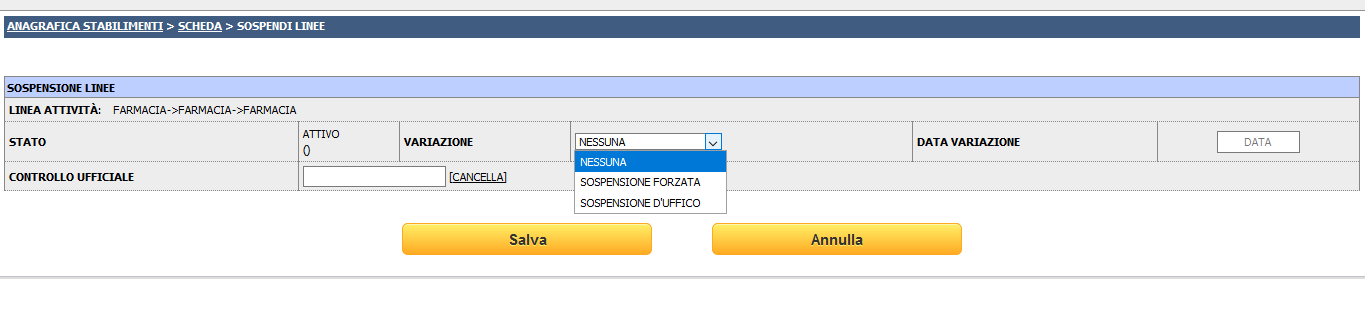 ANAGRAFICA STABILIMENTI > SCHEDA > SOSPENDI LINEE
SOSPENSIONE LINEE
LINEA ATTIVITÀ: FARMACIA->FARMACIA->FARMACIA
STATO
ATTIVO
()
VARIAZIONE
NESSUNA
DATA VARIAZIONE
DATA
NESSUNA
SOSPENSIONE FORZATA
SOSPENSIONE D'UFFICO
CONTROLLO UFFICIALE
[CANCELLA]
Salva
Annulla